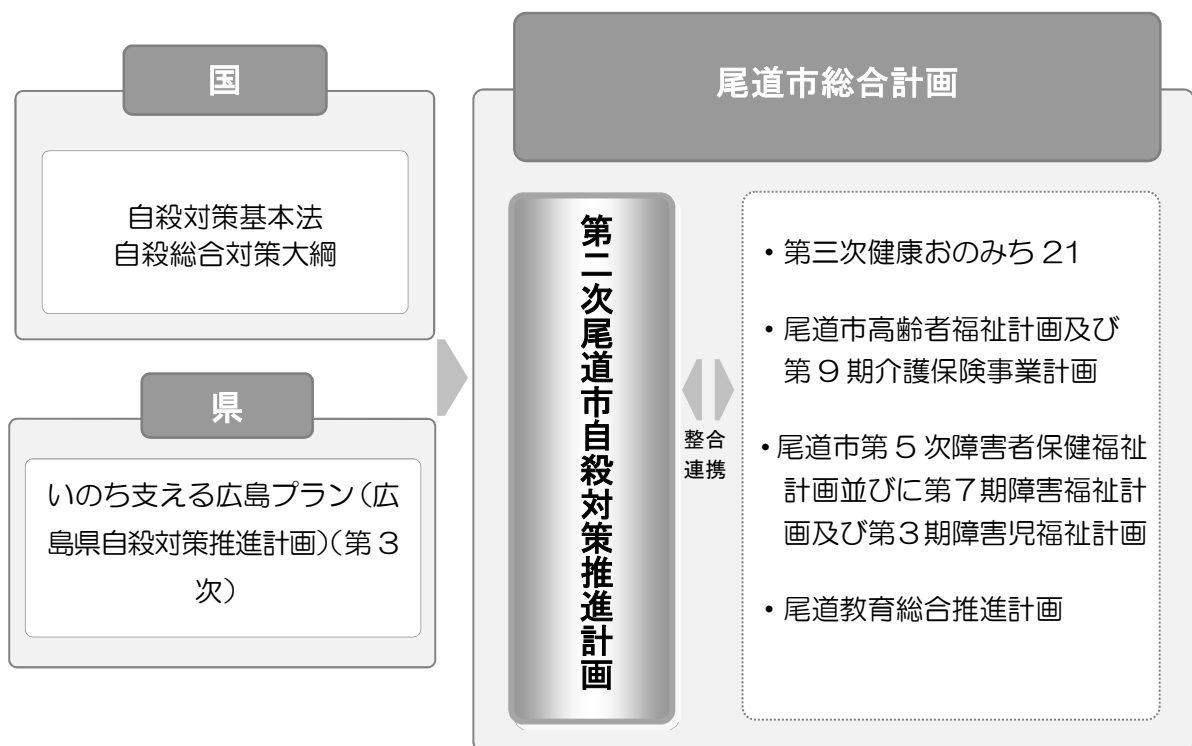 国
自殺対策基本法
自殺総合対策大綱
県
いのち支える広島プラン(広
島県自殺対策推進計画)(第3
次)
尾道市総合計画
第二次尾道市自殺対策推進計画
整合
連携
・第三次健康おのみち 21
・尾道市高齢者福祉計画及び
第9期介護保険事業計画
・尾道市第5次障害者保健福祉
計画並びに第7期障害福祉計
画及び第3期障害児福祉計画
・尾道教育総合推進計画